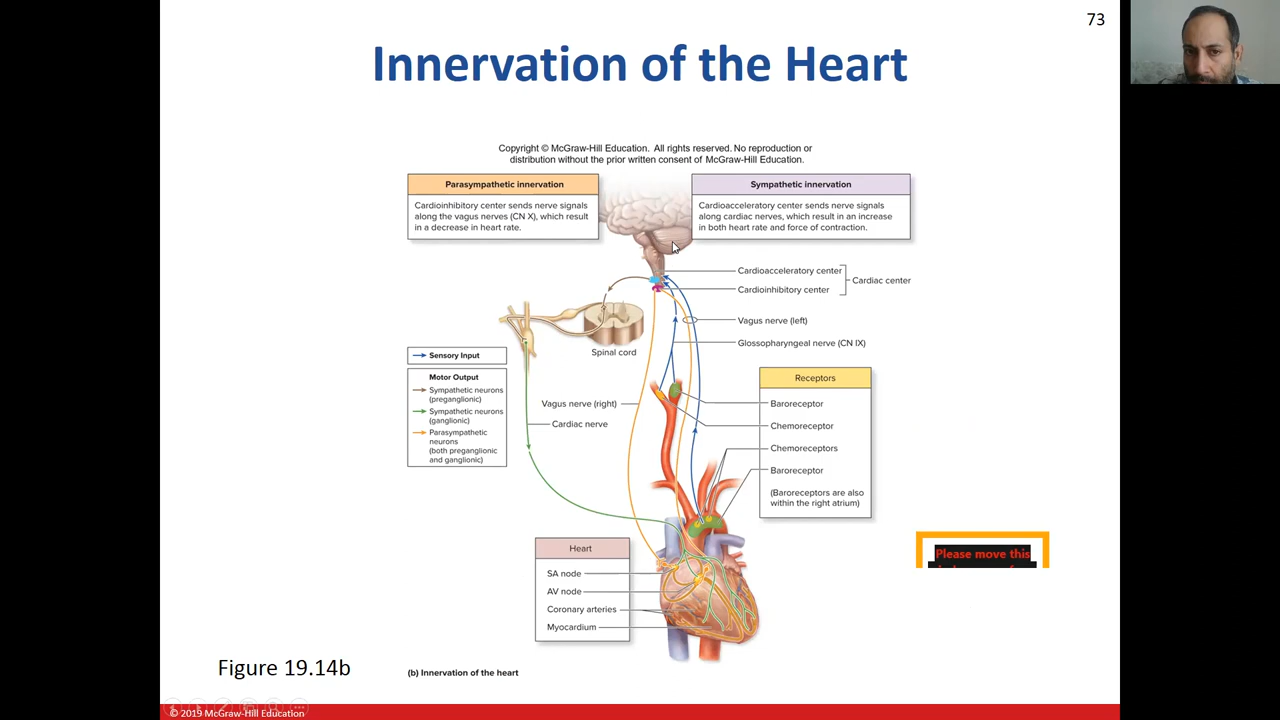 73
Innervation of the Heart
Copyright © McGraw-Hill Education. All rights reserved. No reproduction or
distribution without the prior written consent of McGraw-Hill Education.
Parasympathetic innervation
Cardioinhibitory center sends nerve signals
along the vagus nerves (CN X), which result
in a decrease in heart rate.
Sympathetic innervation
Cardioacceleratory center sends nerve signals
along cardiac nerves, which result in an increase
in both heart rate and force of contraction.
Cardioacceleratory center
Cardioinhibitory center
Cardiac center
Vagus nerve (left)
Glossopharyngeal nerve (CN IX)
Spinal cord
Sensory Input
Motor Output
Sympathetic neurons
(preganglionic)
Sympathetic neurons
(ganglionic)
Parasympathetic
neurons
(both preganglionic
and ganglionic)
Vagus nerve (right)
Cardiac nerve
Receptors
Baroreceptor
Chemoreceptor
Chemoreceptors
Baroreceptor
(Baroreceptors are also
within the right atrium)
Please move this
Heart
SA node
AV node
Coronary arteries
Myocardium
Figure 19.14b
(b) Innervation of the heart
© 2019 McGraw-Hill Education